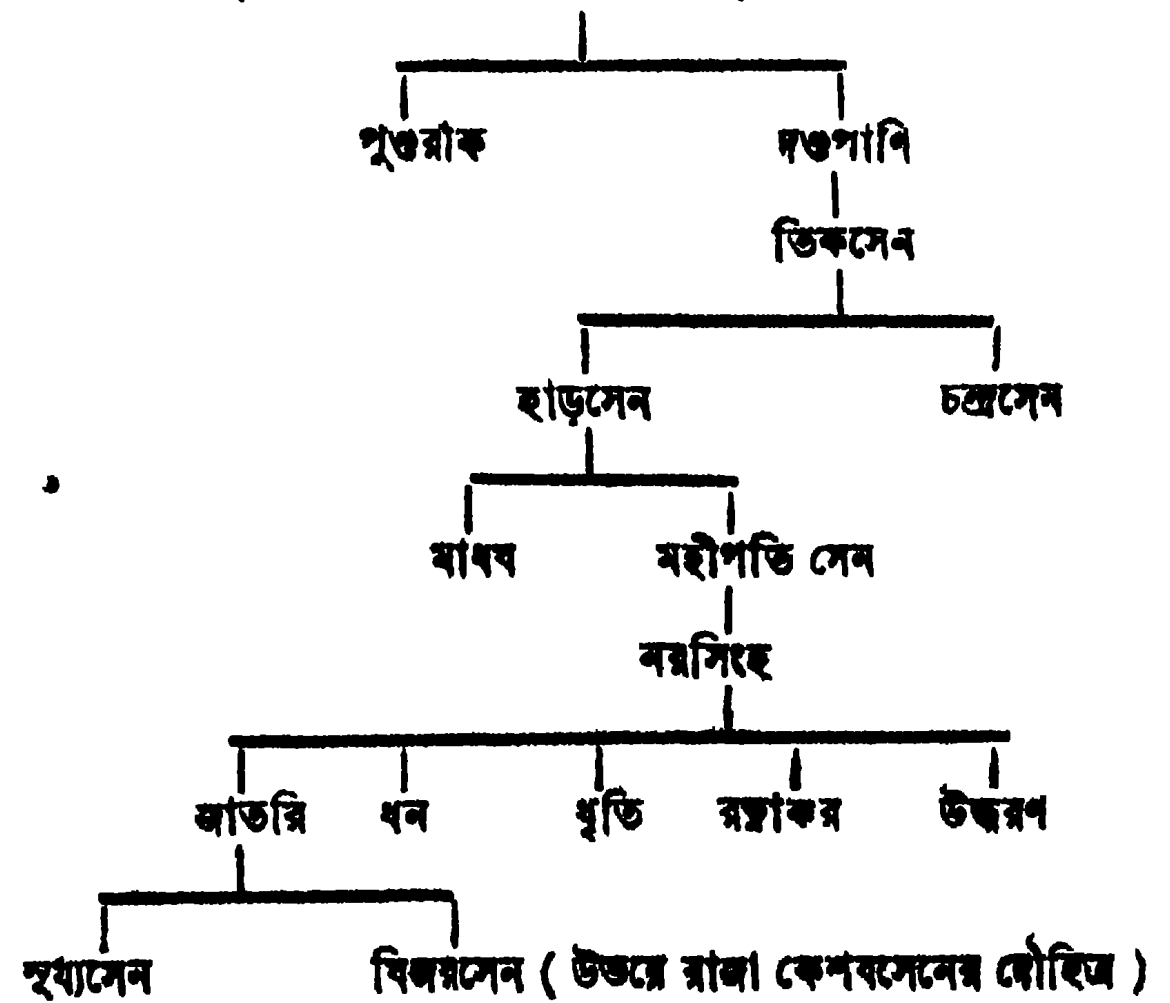 পুণ্ডরাক দণ্ডপাণি
তিকসেন
হাড়সেন চন্দ্রসেন
মাধব মহীপতি সেন
নরসিংহ
জাতরি ধন ধৃতি রত্নাকর উদ্ধরণ
সূর্য্যসেন বিজয়সেন ( উভয়ে রাজা কেশবসেনের দৌহিত্র )